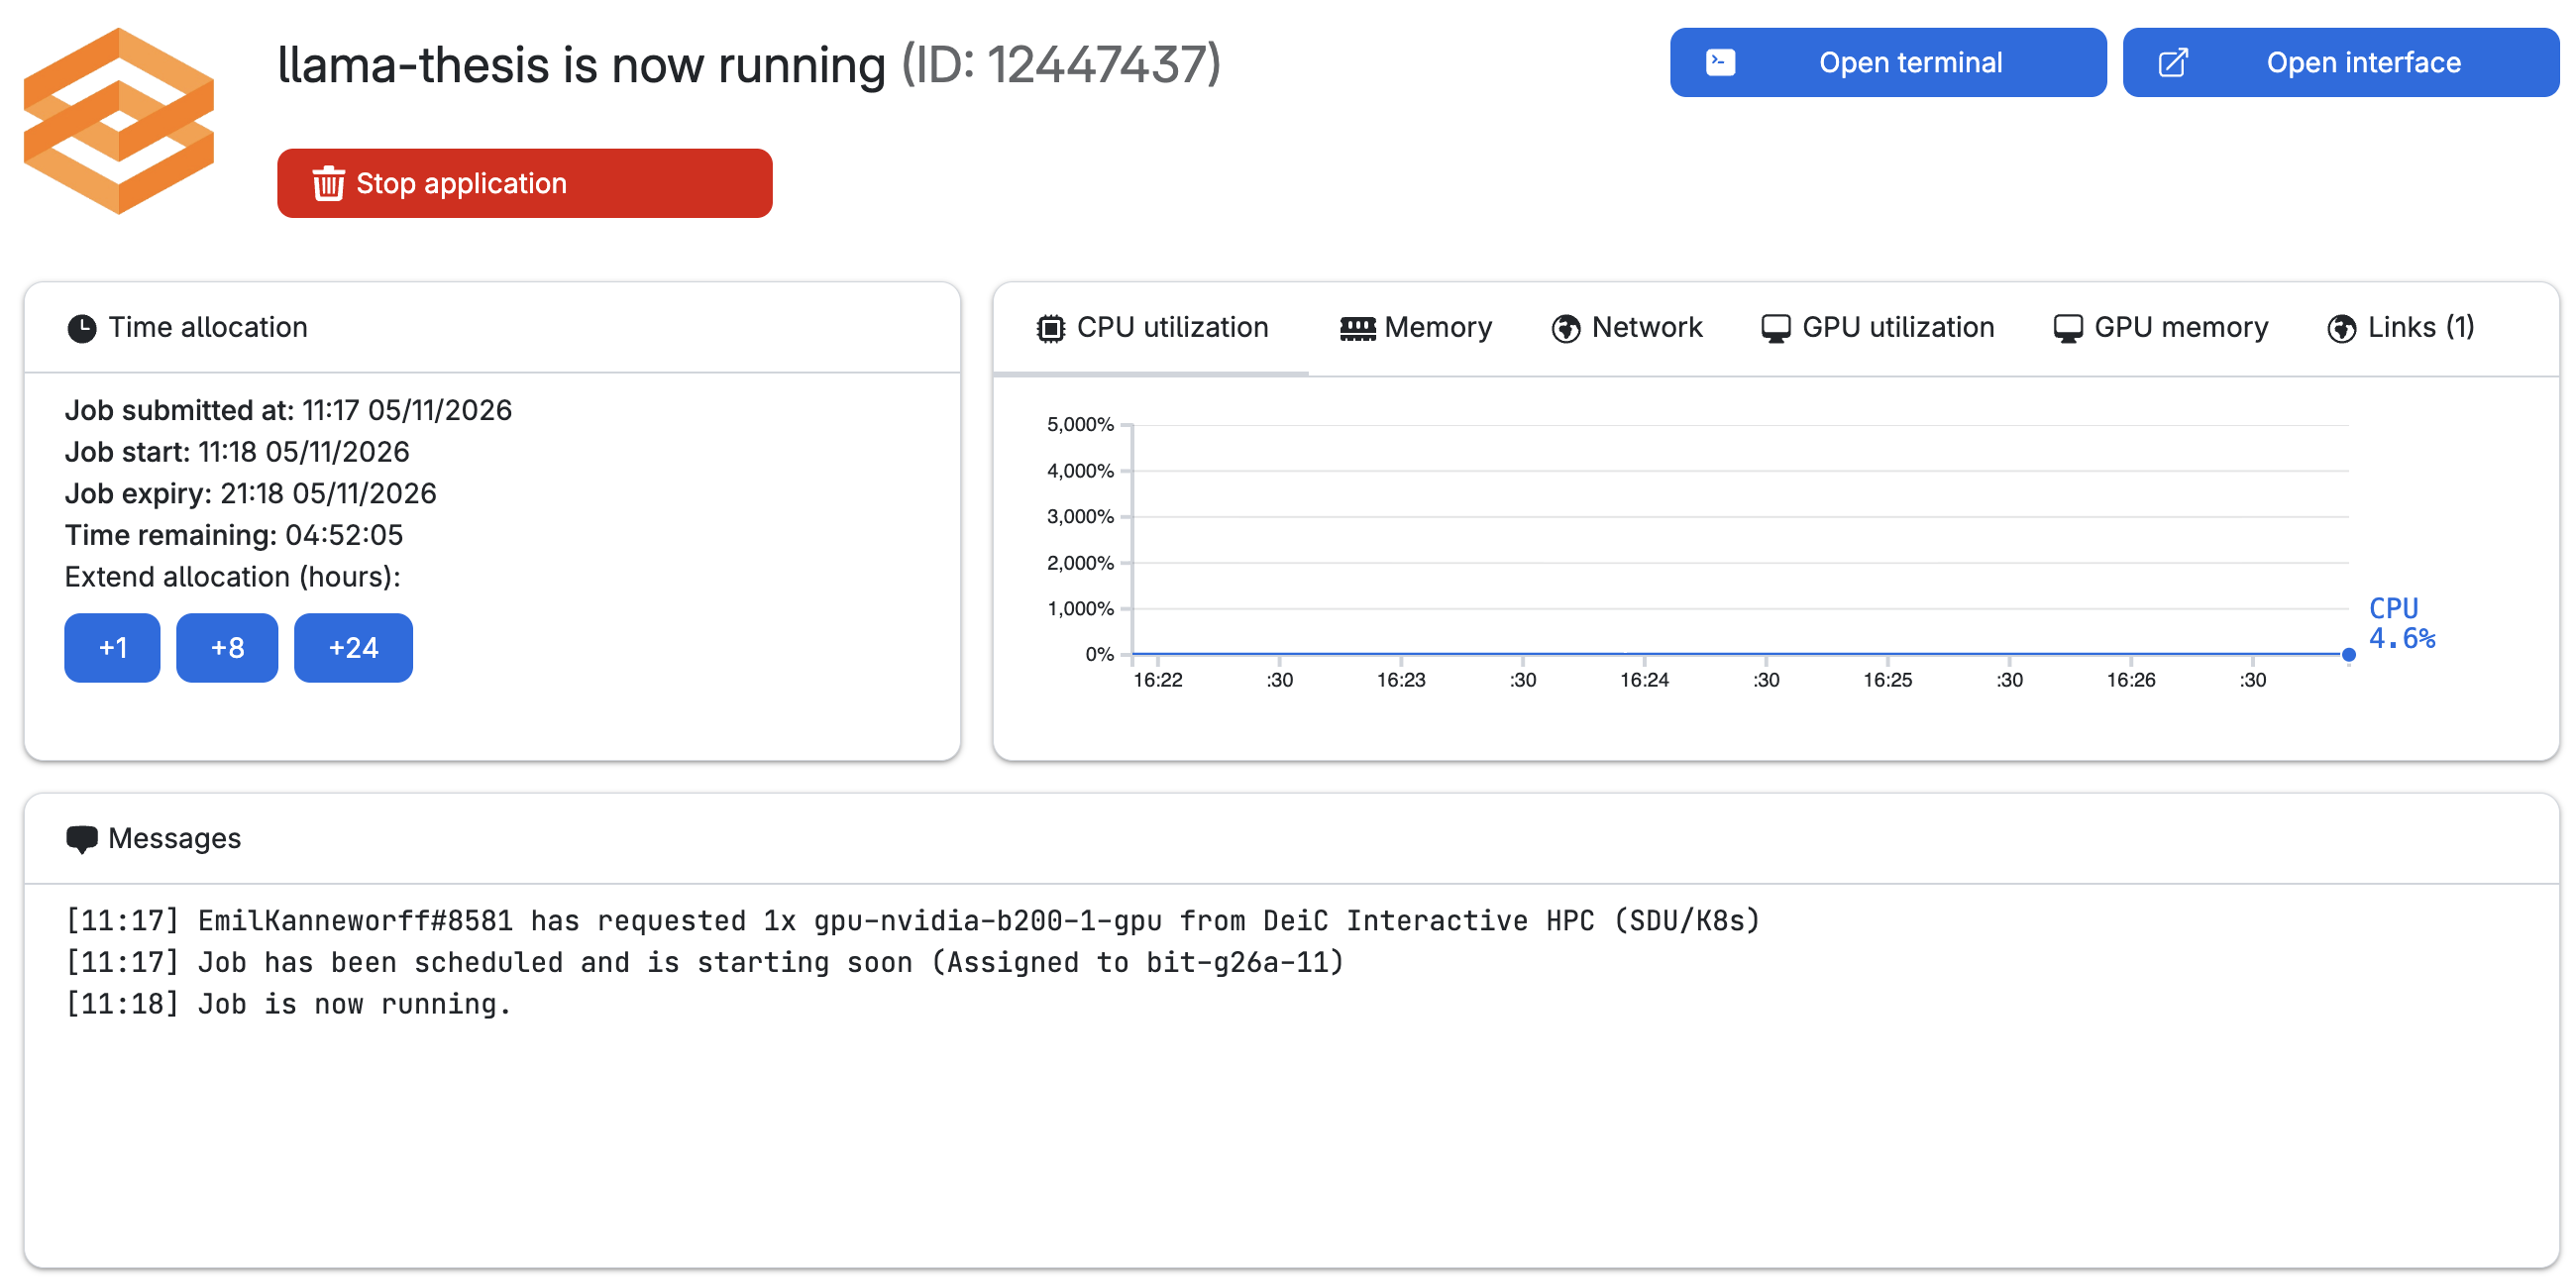 llama-thesis is now running (ID: 12447437)
Open terminal
Open interface
Stop application
Time allocation
Job submitted at: 11:17 05/11/2026
Job start: 11:18 05/11/2026
Job expiry: 21:18 05/11/2026
Time remaining: 04:52:05
Extend allocation (hours):
+1 +8 +24
CPU utilization Memory Network GPU utilization GPU memory Links (1)
5,000%
4,000%
3,000%
2,000%
1,000%
0%
CPU
4.6%
16:22 :30 16:23 :30 16:24 :30 16:25 :30 16:26 :30
Messages
[11:17] EmilKanneworff#8581 has requested 1x gpu-nvidia-b200-1-gpu from DeiC Interactive HPC (SDU/K8s)
[11:17] Job has been scheduled and is starting soon (Assigned to bit-g26a-11)
[11:18] Job is now running.